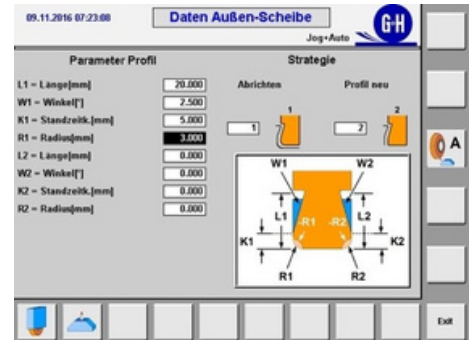 09.11.2016 07:23:08
Daten Außen-Scheibe
Jog+Auto
G-H
Parameter Profil
Strategie
L1 = Länge[mm] 20.000
W1 = Winkel[°] 2.500
K1 = Standzeitk.[mm] 5.000
R1 = Radius[mm] 3.000
L2 = Länge[mm] 0.000
W2 = Winkel[°] 0.000
K2 = Standzeitk.[mm] 0.000
R2 = Radius[mm] 0.000
Abrichten Profil neu
1 1 2 2
W1 W2
L1 -R1 -R2 L2
K1 K2
R1 R2
A
Exit